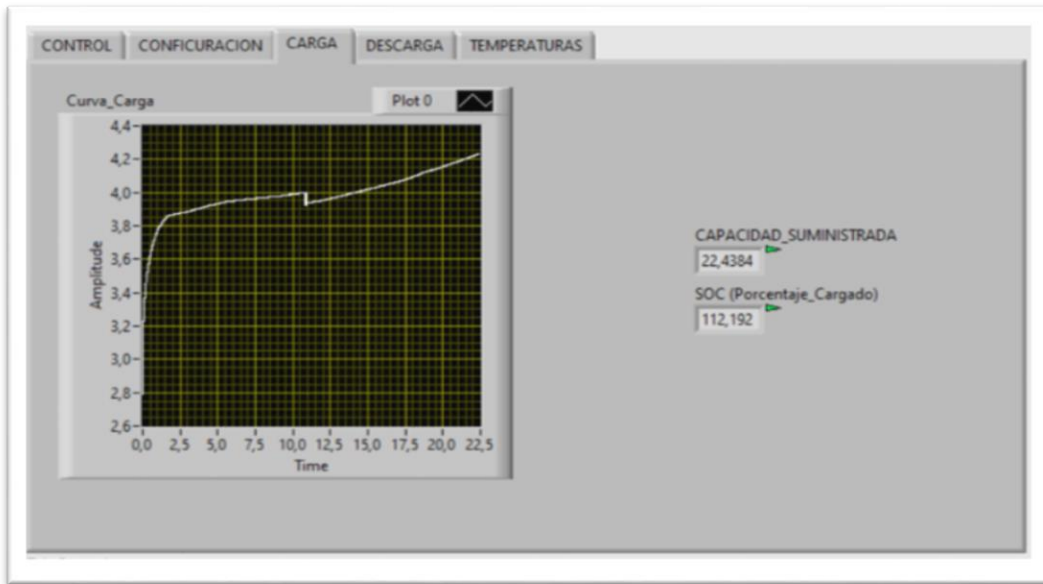 CONTROL CONFICURACION CARGA DESCARGA TEMPERATURAS
Curva_Carga Plot 0
4,4
4,2
4,0
3,8
3,6
3,4
3,2
3,0
2,8
2,6
Amplitude
0,0 2,5 5,0 7,5 10,0 12,5 15,0 17,5 20,0 22,5
Time
CAPACIDAD_SUMINISTRADA
22,4384
SOC (Porcentaje_Cargado)
112,192